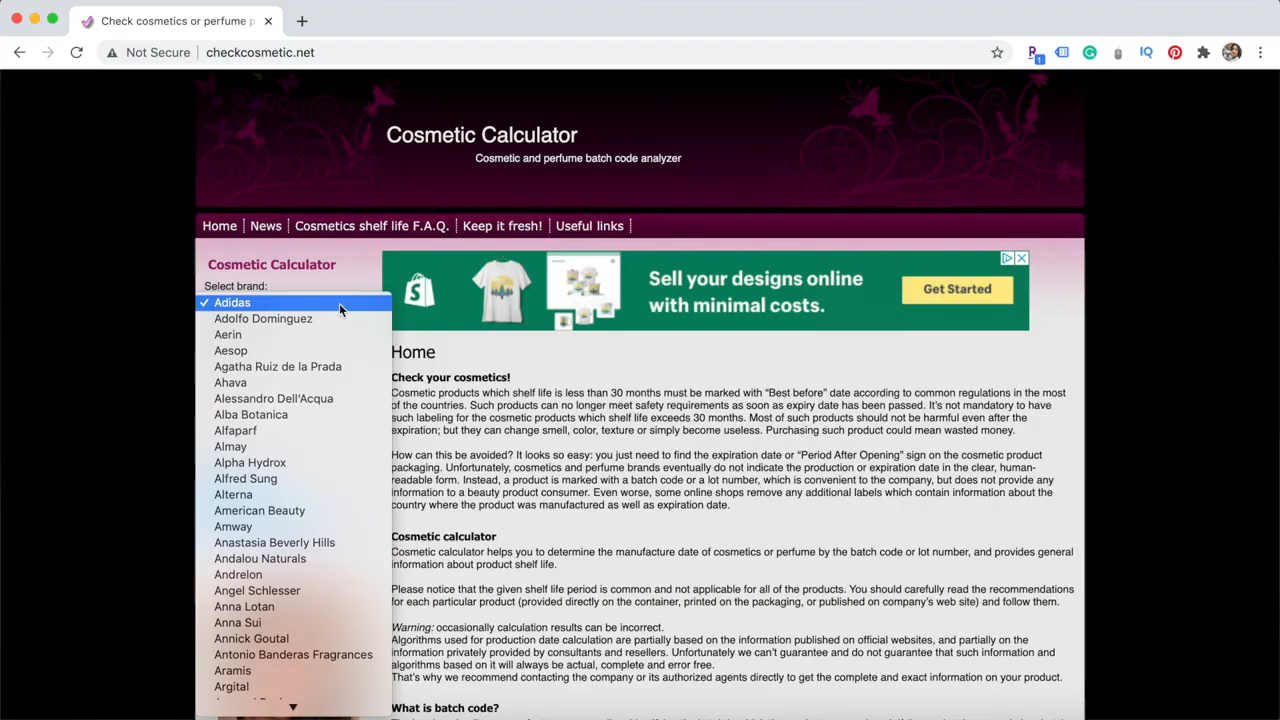 Check cosmetics or perfume p
Not Secure
checkcosmetic.net
1
IQ
Cosmetic Calculator
Cosmetic and perfume batch code analyzer
Home News Cosmetics shelf life F.A.Q. Keep it fresh! Useful links
Cosmetic Calculator
Select brand:
✓ Adidas
Adolfo Dominguez
Aerin
Aesop
Agatha Ruiz de la Prada
Ahava
Alessandro Dell'Acqua
Alba Botanica
Alfaparf
Almay
Alpha Hydrox
Alfred Sung
Alterna
American Beauty
Amway
Anastasia Beverly Hills
Andalou Naturals
Andrelon
Angel Schlesser
Anna Lotan
Anna Sui
Annick Goutal
Antonio Banderas Fragrances
Aramis
Argital
Sell your designs online
with minimal costs.
Get Started
Home
Check your cosmetics!
Cosmetic products which shelf life is less than 30 months must be marked with “Best before” date according to common regulations in the most
of the countries. Such products can no longer meet safety requirements as soon as expiry date has been passed. It's not mandatory to have
such labeling for the cosmetic products which shelf life exceeds 30 months. Most of such products should not be harmful even after the
expiration; but they can change smell, color, texture or simply become useless. Purchasing such product could mean wasted money.
How can this be avoided? It looks so easy: you just need to find the expiration date or “Period After Opening” sign on the cosmetic product
packaging. Unfortunately, cosmetics and perfume brands eventually do not indicate the production or expiration date in the clear, human-
readable form. Instead, a product is marked with a batch code or a lot number, which is convenient to the company, but does not provide any
information to a beauty product consumer. Even worse, some online shops remove any additional labels which contain information about the
country where the product was manufactured as well as expiration date.
Cosmetic calculator
Cosmetic calculator helps you to determine the manufacture date of cosmetics or perfume by the batch code or lot number, and provides general
information about product shelf life.
Please notice that the given shelf life period is common and not applicable for all of the products. You should carefully read the recommendations
for each particular product (provided directly on the container, printed on the packaging, or published on company's web site) and follow them.
Warning: occasionally calculation results can be incorrect.
Algorithms used for production date calculation are partially based on the information published on official websites, and partially on the
information privately provided by consultants and resellers. Unfortunately we can't guarantee and do not guarantee that such information and
algorithms based on it will always be actual, complete and error free.
That's why we recommend contacting the company or its authorized agents directly to get the complete and exact information on your product.
What is batch code?